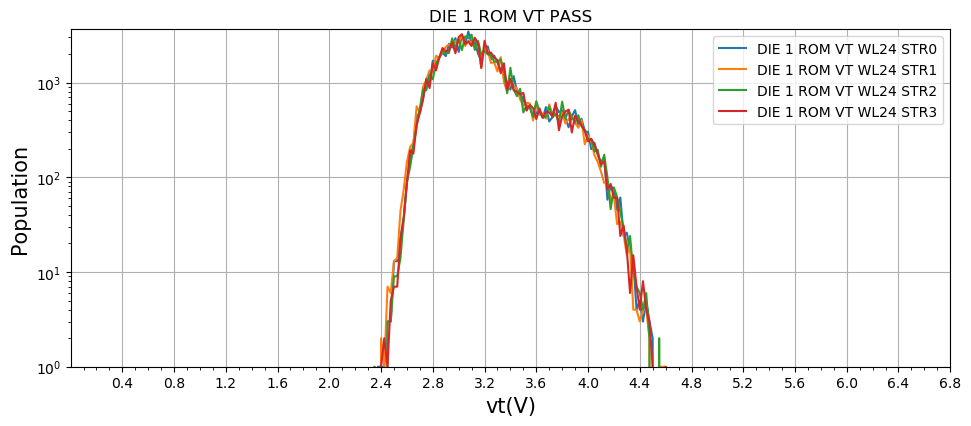 DIE 1 ROM VT PASS
DIE 1 ROM VT WL24 STR0
DIE 1 ROM VT WL24 STR1
DIE 1 ROM VT WL24 STR2
DIE 1 ROM VT WL24 STR3
Population
10³
10²
10¹
10⁰
0.4 0.8 1.2 1.6 2.0 2.4 2.8 3.2 3.6 4.0 4.4 4.8 5.2 5.6 6.0 6.4 6.8
vt(V)